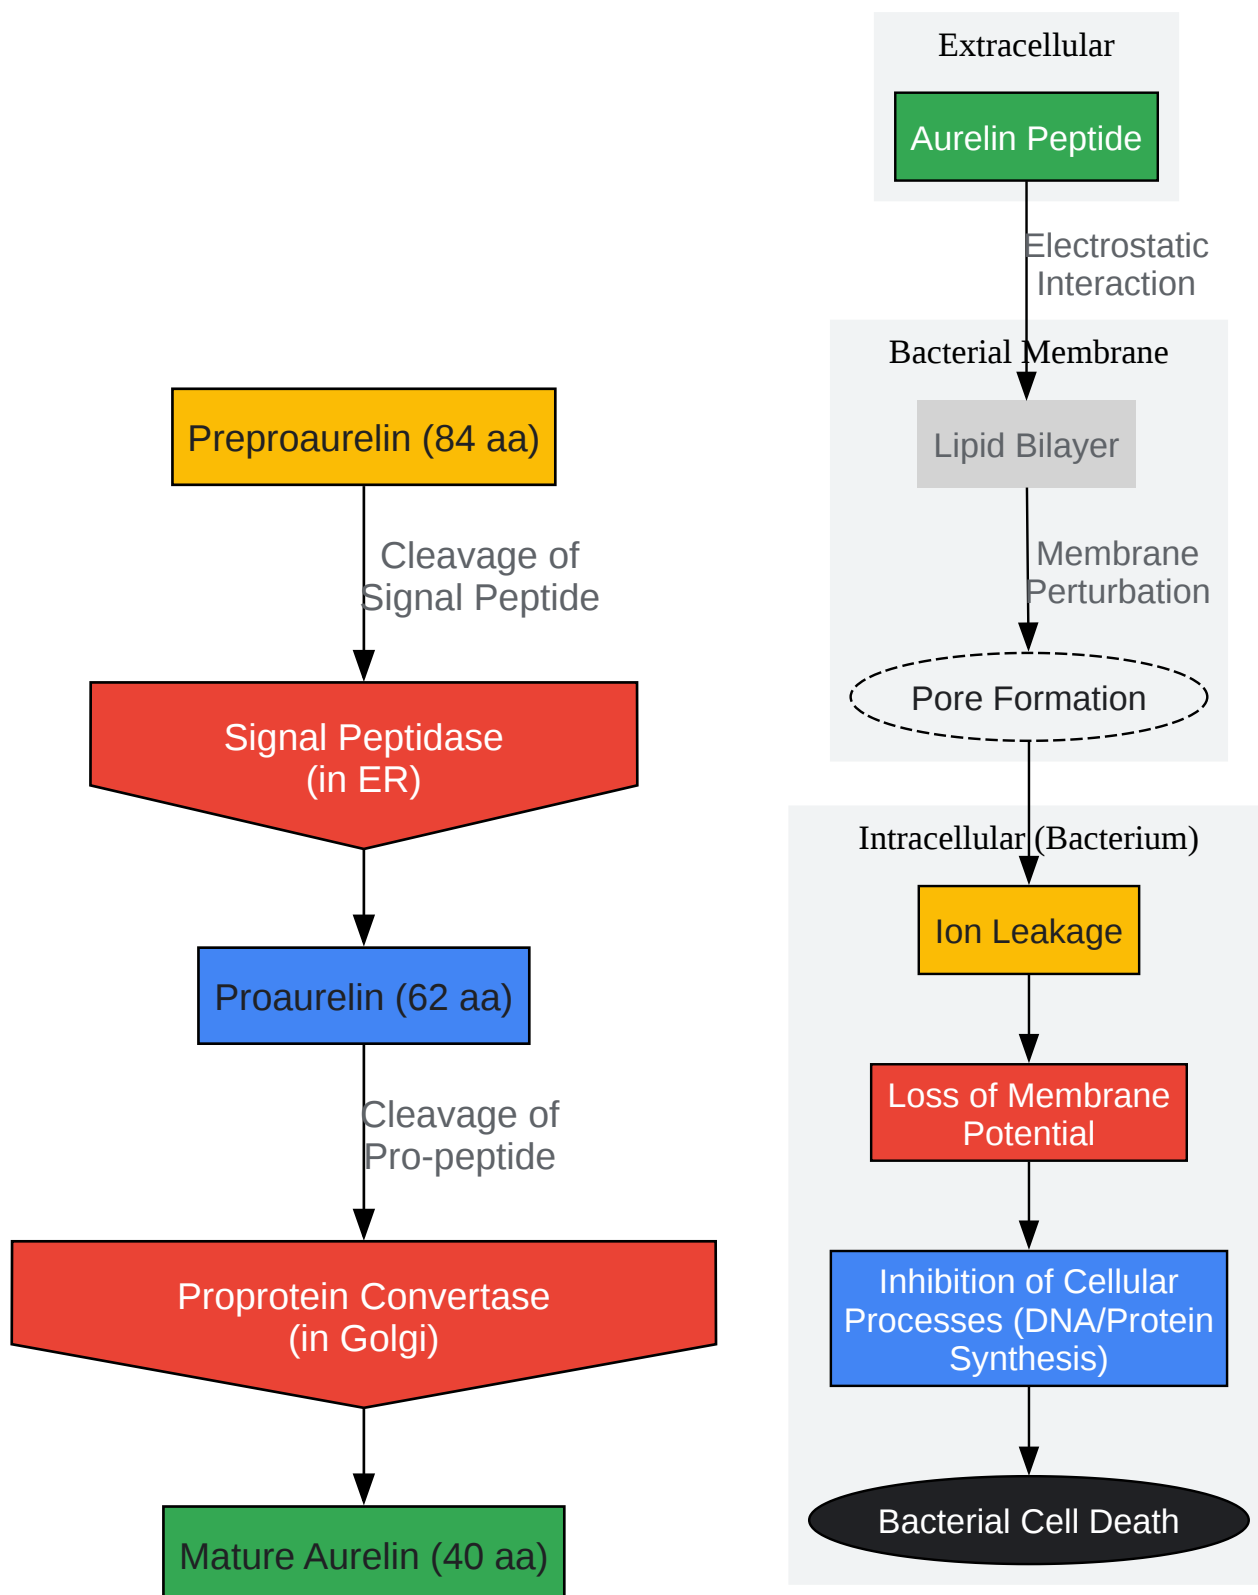 Preproaurelin (84 aa)
Cleavage of
Signal Peptide
Signal Peptidase
(in ER)
Proaurelin (62 aa)
Cleavage of
Pro-peptide
Proprotein Convertase
(in Golgi)
Mature Aurelin (40 aa)
Extracellular
Aurelin Peptide
Electrostatic
Interaction
Bacterial Membrane
Lipid Bilayer
Membrane
Perturbation
Pore Formation
Intracellular (Bacterium)
Ion Leakage
Loss of Membrane
Potential
Inhibition of Cellular
Processes (DNA/Protein
Synthesis)
Bacterial Cell Death